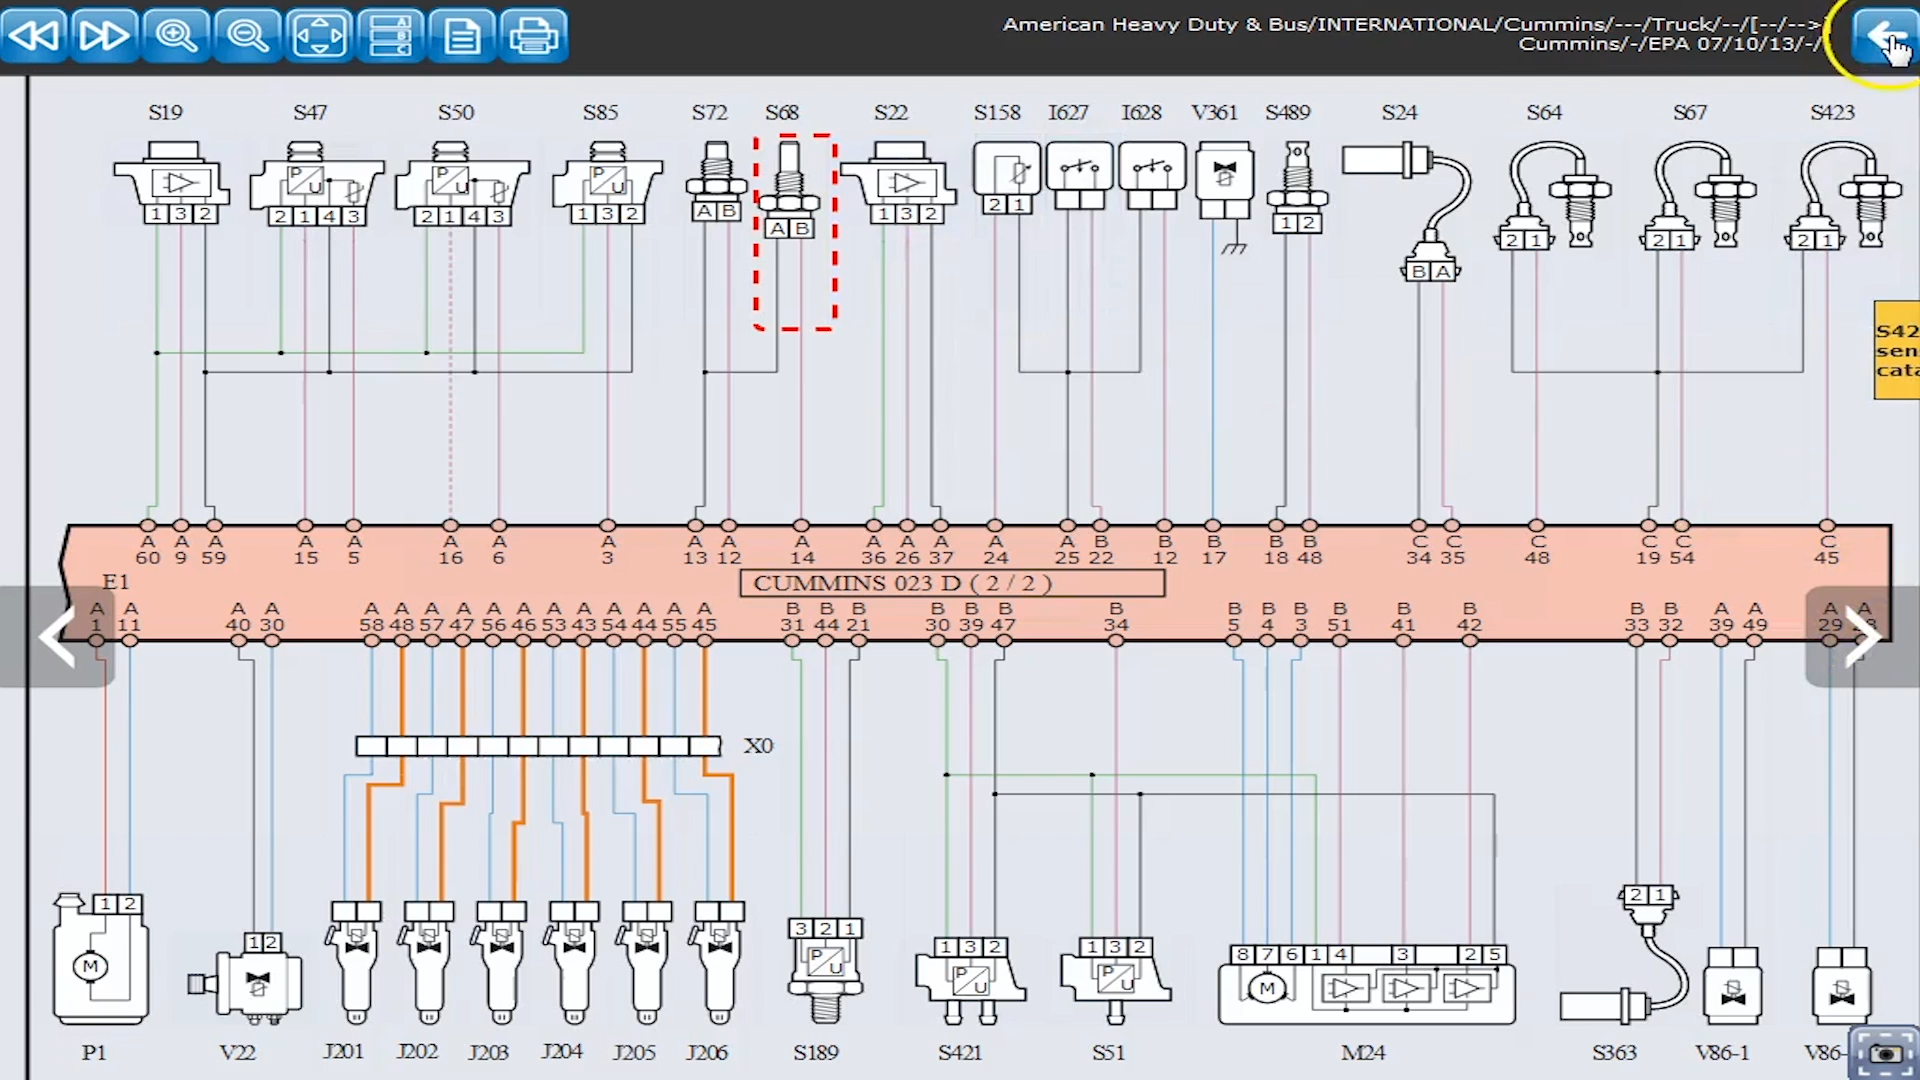 American Heavy Duty & Bus/INTERNATIONAL/Cummins/---/Truck/--/[--/-->
Cummins/-/EPA 07/10/13/-/
A
B
C
S19 S47 S50 S85 S72 S68 S22 S158 I627 I628 V361 S489 S24 S64 S67 S423
P U P U P U
1 3 2 2 1 4 3 2 1 4 3 1 3 2 A B A B 1 3 2 2 1 1 2 B A 2 1 2 1 2 1
S42
sen
cata
A A A A A A A A A A A A A A A B B B B B C C C C C C
60 9 59 15 5 16 6 3 13 12 14 36 26 37 24 25 22 12 17 18 48 34 35 48 19 54 45
E1
CUMMINS 023 D ( 2 / 2 )
A A A A A A A A A A A A A A A A B B B B B B B B B B B B B B B A A A A
1 11 40 30 58 48 57 47 56 46 53 43 54 44 55 45 31 44 21 30 39 47 34 5 4 3 51 41 42 33 32 39 49 29 28
X0
1 2 1 2 3 2 1 1 3 2 1 3 2 8 7 6 1 4 3 2 5 2 1
M P U P U P U M
P1 V22 J201 J202 J203 J204 J205 J206 S189 S421 S51 M24 S363 V86-1 V86-